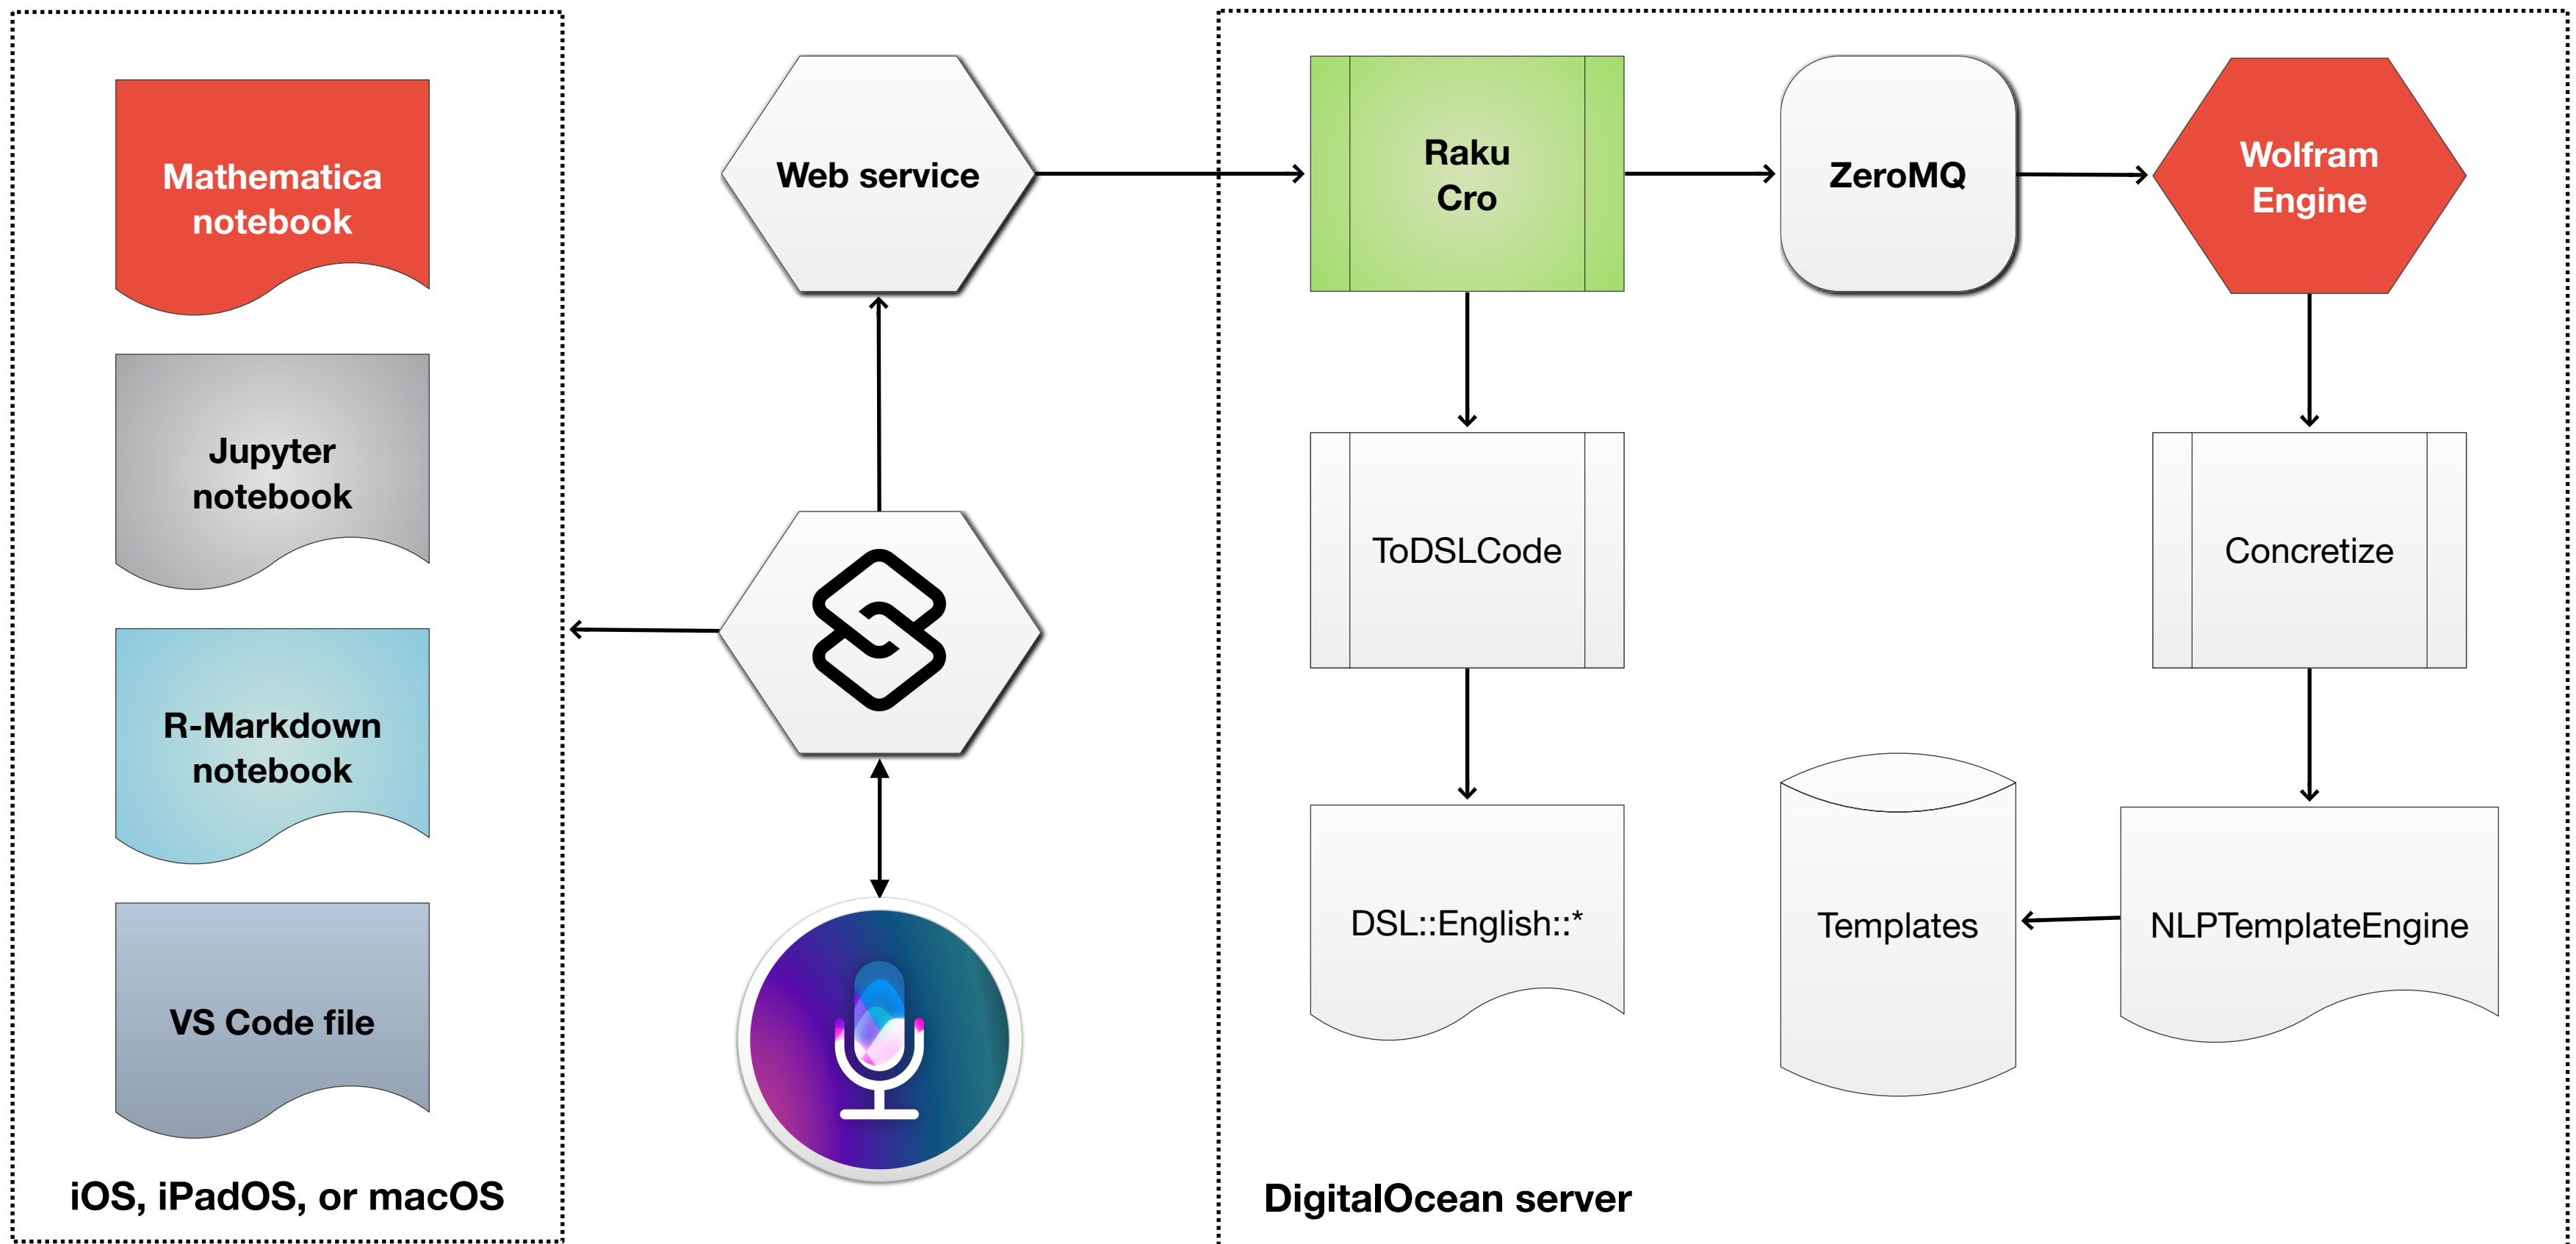 Mathematica
notebook
Jupyter
notebook
R-Markdown
notebook
VS Code file
iOS, iPadOS, or macOS
Web service
Raku
Cro
ZeroMQ
Wolfram
Engine
ToDSLCode
Concretize
DSL::English::*
Templates
NLPTemplateEngine
DigitalOcean server